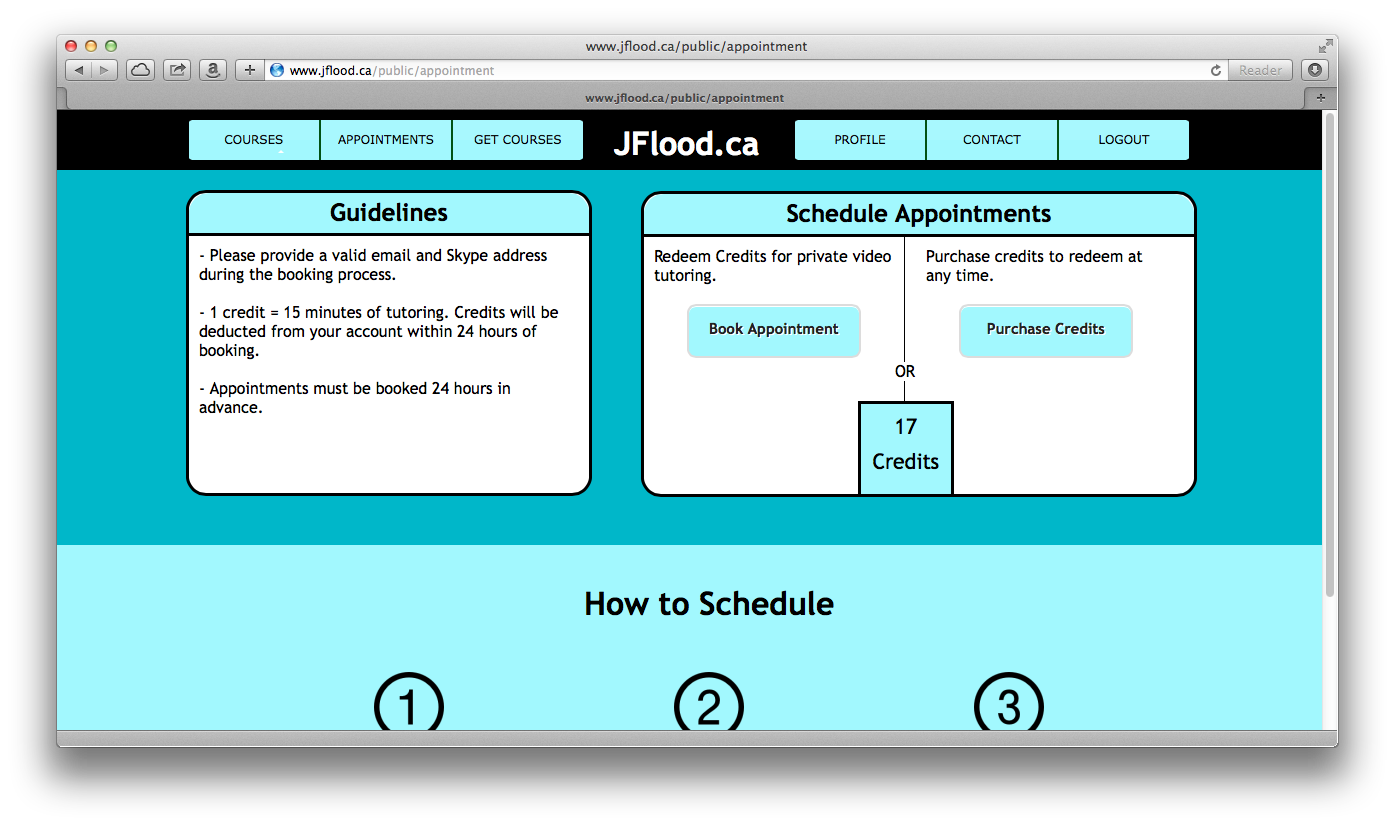 www.jflood.ca/public/appointment
www.jflood.ca/public/appointment
Reader
www.jflood.ca/public/appointment
COURSES
APPOINTMENTS
GET COURSES
JFlood.ca
PROFILE
CONTACT
LOGOUT
Guidelines
- Please provide a valid email and Skype address
during the booking process.
- 1 credit = 15 minutes of tutoring. Credits will be
deducted from your account within 24 hours of
booking.
- Appointments must be booked 24 hours in
advance.
Schedule Appointments
Redeem Credits for private video
tutoring.
Book Appointment
OR
Purchase credits to redeem at
any time.
Purchase Credits
17
Credits
How to Schedule
1
2
3